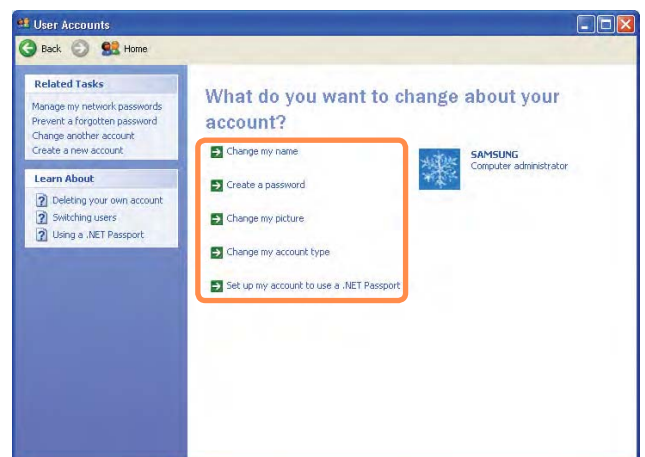 User Accounts
Back Home
Related Tasks
Manage my network passwords
Prevent a forgotten password
Change another account
Create a new account
Learn About
? Deleting your own account
? Switching users
? Using a .NET Passport
What do you want to change about your
account?
Change my name
Create a password
Change my picture
Change my account type
Set up my account to use a .NET Passport
SAMSUNG
Computer administrator